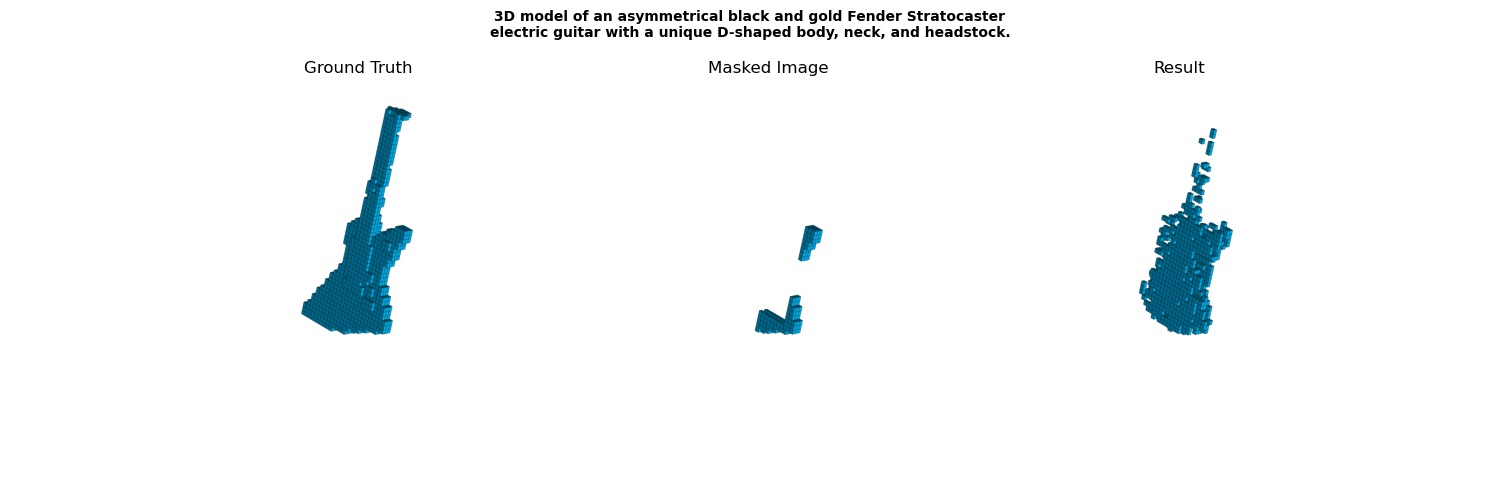 3D model of an asymmetrical black and gold Fender Stratocaster
electric guitar with a unique D-shaped body, neck, and headstock.
Ground Truth
Masked Image
Result